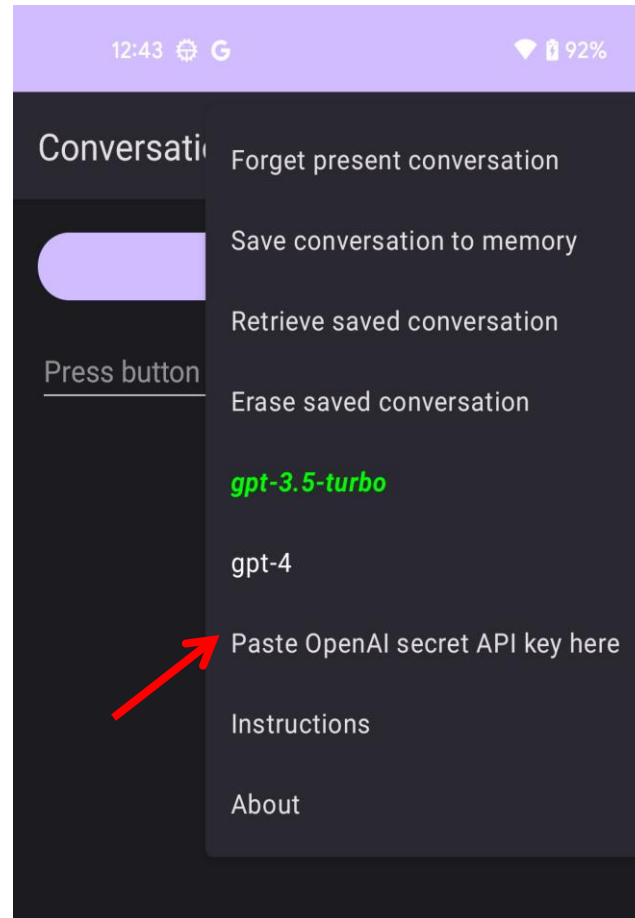 12:43 G 92%
Conversatio
Forget present conversation
Save conversation to memory
Retrieve saved conversation
Press button
Erase saved conversation
gpt-3.5-turbo
gpt-4
Paste OpenAI secret API key here
Instructions
About